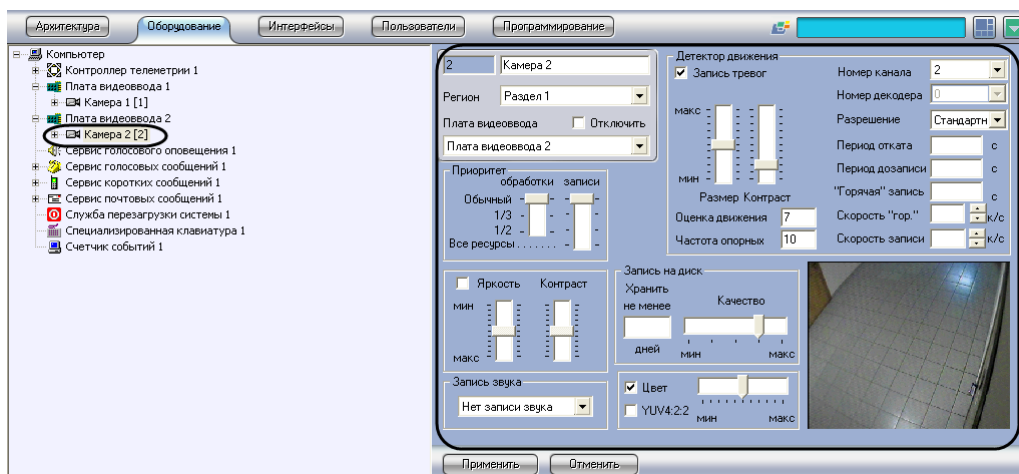 Архитектура Оборудование Интерфейсы Пользователи Программирование
Компьютер
Контроллер телеметрии 1
Плата видеоввода 1
Камера 1 [1]
Плата видеоввода 2
Камера 2 [2]
Сервис голосового оповещения 1
Сервис голосовых сообщений 1
Сервис коротких сообщений 1
Сервис почтовых сообщений 1
Служба перезагрузки системы 1
Специализированная клавиатура 1
Счетчик событий 1
2 Камера 2
Регион Раздел 1
Плата видеоввода Отключить
Плата видеоввода 2
Приоритет
обработки записи
Обычный
1/3
1/2
Все ресурсы
Яркость Контраст
мин
макс
Запись звука
Нет записи звука
Детектор движения
Запись тревог
макс
мин
Размер Контраст
Оценка движения 7
Частота опорных 10
Номер канала 2
Номер декодера 0
Разрешение Стандартн
Период отката с
Период дозаписи с
"Горячая" запись с
Скорость "гор." к/с
Скорость записи к/с
Запись на диск
Хранить
не менее
дней
Качество
мин макс
Цвет
YUV4:2:2
мин макс
Применить Отменить